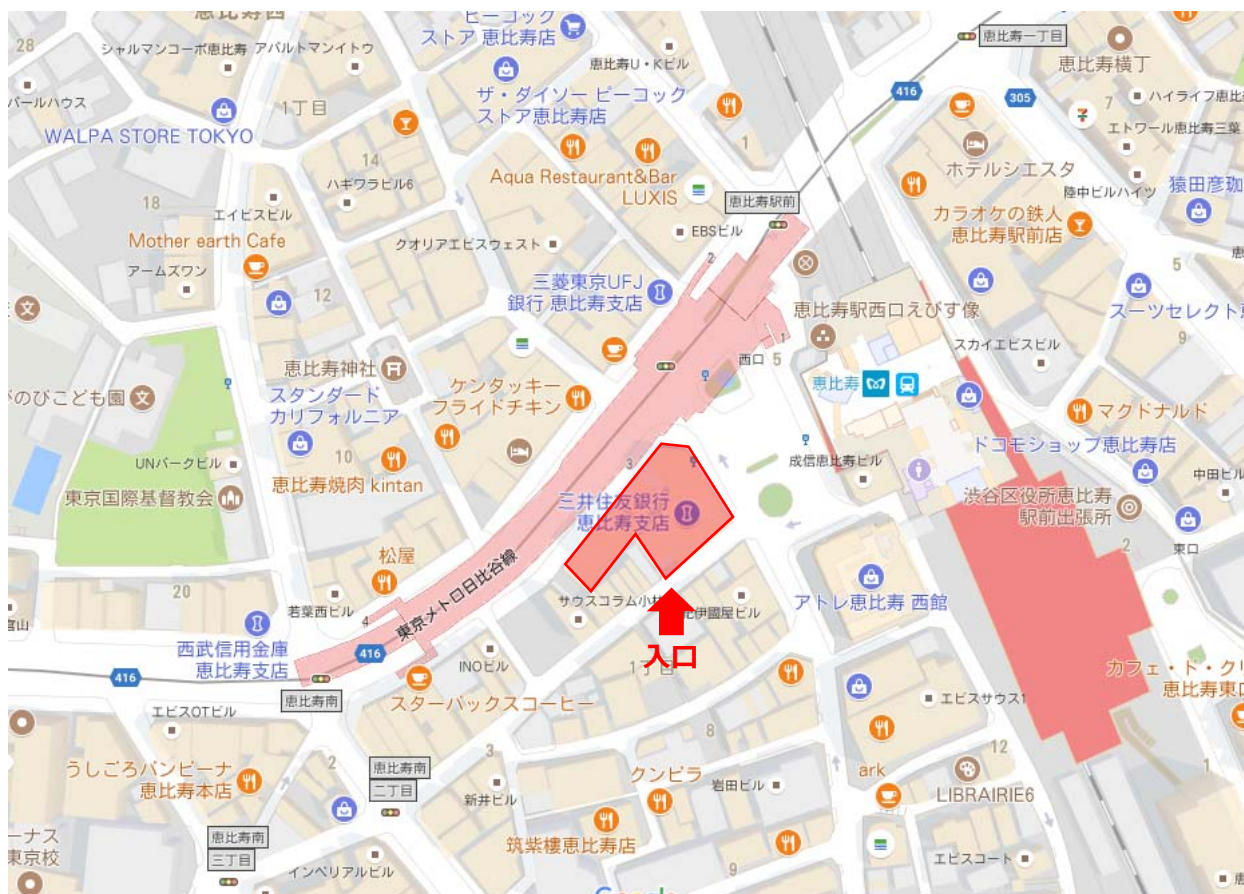 恵比寿西
ピーコック
ストア 恵比寿店
28
シャルマンコーポ恵比寿
アパルトマンイトウ
恵比寿U・Kビル
恵比寿一丁目
恵比寿横丁
パールハウス
1丁目
ザ・ダイソー ピーコック
ストア恵比寿店
416
305
7
ハイライフ恵比
WALPA STORE TOKYO
エトワール恵比寿三葉
14
ハギワラビル6
1
ホテルシエスタ
Aqua Restaurant&Bar
LUXIS
陸中ビルハイツ
猿田彦珈
18
エイビスビル
恵比寿駅前
カラオケの鉄人
恵比寿駅前店
Mother earth Cafe
クオリアエビスウェスト
EBSビル
アームズワン
2
5
三菱東京UFJ
銀行 恵比寿支店
12
恵比寿駅西口えびす像
スーツセレクト
文
1
9
恵比寿神社
西口
5
スカイエビスビル
のびこども園
文
スタンダード
カリフォルニア
ケンタッキー
フライドチキン
恵比寿
マクドナルド
ドコモショップ恵比寿店
UNパークビル
10
3
成信恵比寿ビル
中田ビル
恵比寿焼肉 kintan
東京国際基督教会
三井住友銀行
恵比寿支店
渋谷区役所恵比寿
駅前出張所
2
東口
松屋
東京メトロ日比谷線
20
若葉西ビル
4
サウスコラム小林
紀伊國屋ビル
アトレ恵比寿 西館
官山
西武信用金庫
恵比寿支店
416
入口
1丁目
INOビル
416
恵比寿南
スターバックスコーヒー
カフェ・ド・クリ
恵比寿東口
エビスOTビル
エビスサウス1
8
12
うしごろバンビーナ
恵比寿本店
2
恵比寿南
二丁目
3
新井ビル
クンビラ
岩田ビル
ark
LIBRAIRIE6
1
恵比寿南
三丁目
筑紫樓恵比寿店
ーナス
東京校
インペリアルビル
9
エビスコート
Google